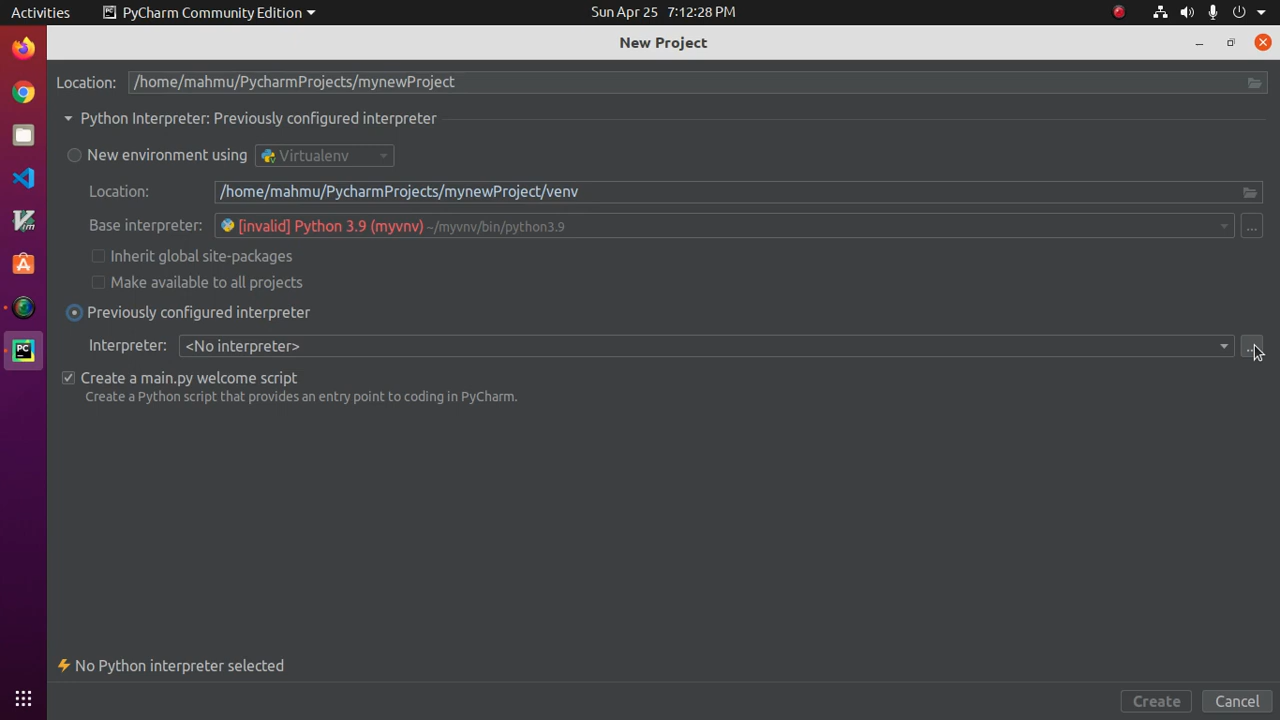 Activities PyCharm Community Edition Sun Apr 25 7:12:28 PM
New Project
Location: /home/mahmu/PycharmProjects/mynewProject
Python Interpreter: Previously configured interpreter
New environment using Virtualenv
Location: /home/mahmu/PycharmProjects/mynewProject/venv
Base interpreter: [invalid] Python 3.9 (myvnv) ~/myvnv/bin/python3.9 ...
Inherit global site-packages
Make available to all projects
Previously configured interpreter
Interpreter: <No interpreter>
Create a main.py welcome script
Create a Python script that provides an entry point to coding in PyCharm.
No Python interpreter selected
Create Cancel